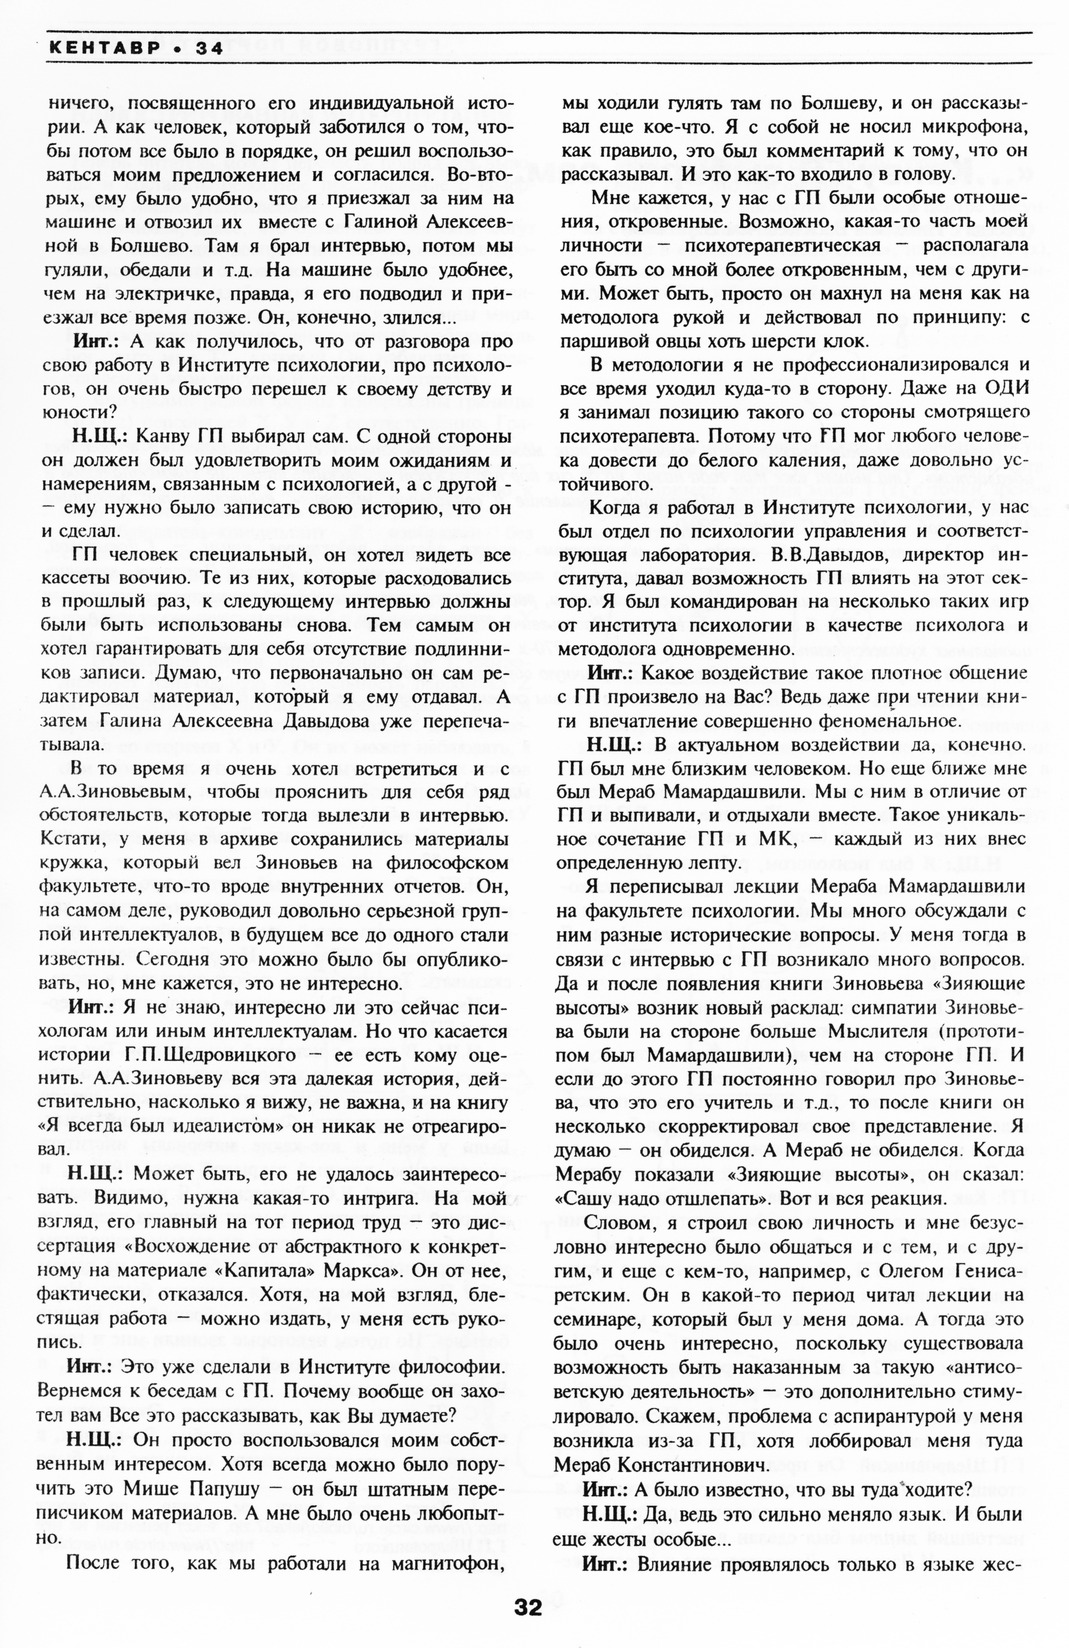 КЕНТАВР • 34
ничего, посвященного его индивидуальной исто-
рии. А как человек, который заботился о том, что-
бы потом все было в порядке, он решил воспользо-
ваться моим предложением и согласился. Во-вто-
рых, ему было удобно, что я приезжал за ним на
машине и отвозил их вместе с Галиной Алексеев-
ной в Болшево. Там я брал интервью, потом мы
гуляли, обедали и т.д. На машине было удобнее,
чем на электричке, правда, я его подводил и при-
езжал все время позже. Он, конечно, злился...
Инт.: А как получилось, что от разговора про
свою работу в Институте психологии, про психоло-
гов, он очень быстро перешел к своему детству и
юности?
Н.Щ.: Канву ГП выбирал сам. С одной стороны
он должен был удовлетворить моим ожиданиям и
намерениям, связанным с психологией, а с другой -
— ему нужно было записать свою историю, что он
и сделал.
ГП человек специальный, он хотел видеть все
кассеты воочию. Те из них, которые расходовались
в прошлый раз, к следующему интервью должны
были быть использованы снова. Тем самым он
хотел гарантировать для себя отсутствие подлинни-
ков записи. Думаю, что первоначально он сам ре-
дактировал материал, который я ему отдавал. А
затем Галина Алексеевна Давыдова уже перепеча-
тывала.
В то время я очень хотел встретиться и с
А.А.Зиновьевым, чтобы прояснить для себя ряд
обстоятельств, которые тогда вылезли в интервью.
Кстати, у меня в архиве сохранились материалы
кружка, который вел Зиновьев на философском
факультете, что-то вроде внутренних отчетов. Он,
на самом деле, руководил довольно серьезной груп-
пой интеллектуалов, в будущем все до одного стали
известны. Сегодня это можно было бы опублико-
вать, но, мне кажется, это не интересно.
Инт.: Я не знаю, интересно ли это сейчас пси-
хологам или иным интеллектуалам. Но что касается
истории Г.П.Щедровицкого — ее есть кому оце-
нить. А.А.Зиновьеву вся эта далекая история, дей-
ствительно, насколько я вижу, не важна, и на книгу
«Я всегда был идеалистом» он никак не отреагиро-
вал.
Н.Щ.: Может быть, его не удалось заинтересо-
вать. Видимо, нужна какая-то интрига. На мой
взгляд, его главный на тот период труд — это дис-
сертация «Восхождение от абстрактного к конкрет-
ному на материале «Капитала» Маркса». Он от нее,
фактически, отказался. Хотя, на мой взгляд, бле-
стящая работа — можно издать, у меня есть руко-
пись.
Инт.: Это уже сделали в Институте философии.
Вернемся к беседам с ГП. Почему вообще он захо-
тел вам Все это рассказывать, как Вы думаете?
Н.Щ.: Он просто воспользовался моим собст-
венным интересом. Хотя всегда можно было пору-
чить это Мише Папушу — он был штатным пере-
писчиком материалов. А мне было очень любопыт-
но.
После того, как мы работали на магнитофон,
мы ходили гулять там по Болшеву, и он рассказы-
вал еще кое-что. Я с собой не носил микрофона,
как правило, это был комментарий к тому, что он
рассказывал. И это как-то входило в голову.
Мне кажется, у нас с ГП были особые отноше-
ния, откровенные. Возможно, какая-то часть моей
личности — психотерапевтическая — располагала
его быть со мной более откровенным, чем с други-
ми. Может быть, просто он махнул на меня как на
методолога рукой и действовал по принципу: с
паршивой овцы хоть шерсти клок.
В методологии я не профессионализировался и
все время уходил куда-то в сторону. Даже на ОДИ
я занимал позицию такого со стороны смотрящего
психотерапевта. Потому что ГП мог любого челове-
ка довести до белого каления, даже довольно ус-
тойчивого.
Когда я работал в Институте психологии, у нас
был отдел по психологии управления и соответст-
вующая лаборатория. В.В.Давыдов, директор ин-
ститута, давал возможность ГП влиять на этот сек-
тор. Я был командирован на несколько таких игр
от института психологии в качестве психолога и
методолога одновременно.
Инт.: Какое воздействие такое плотное общение
с ГП произвело на Вас? Ведь даже при чтении кни-
ги впечатление совершенно феноменальное.
Н.Щ.: В актуальном воздействии да, конечно.
ГП был мне близким человеком. Но еще ближе мне
был Мераб Мамардашвили. Мы с ним в отличие от
ГП и выпивали, и отдыхали вместе. Такое уникаль-
ное сочетание ГП и МК, — каждый из них внес
определенную лепту.
Я переписывал лекции Мераба Мамардашвили
на факультете психологии. Мы много обсуждали с
ним разные исторические вопросы. У меня тогда в
связи с интервью с ГП возникало много вопросов.
Да и после появления книги Зиновьева «Зияющие
высоты» возник новый расклад: симпатии Зиновье-
ва были на стороне больше Мыслителя (прототи-
пом был Мамардашвили), чем на стороне ГП. И
если до этого ГП постоянно говорил про Зиновье-
ва, что это его учитель и т.д., то после книги он
несколько скорректировал свое представление. Я
думаю — он обиделся. А Мераб не обиделся. Когда
Мерабу показали «Зияющие высоты», он сказал:
«Сашу надо отшлепать». Вот и вся реакция.
Словом, я строил свою личность и мне безус-
ловно интересно было общаться и с тем, и с дру-
гим, и еще с кем-то, например, с Олегом Гениса-
ретским. Он в какой-то период читал лекции на
семинаре, который был у меня дома. А тогда это
было очень интересно, поскольку существовала
возможность быть наказанным за такую «антисо-
ветскую деятельность» — это дополнительно стиму-
лировало. Скажем, проблема с аспирантурой у меня
возникла из-за ГП, хотя лоббировал меня туда
Мераб Константинович.
Инт.: А было известно, что вы туда ходите?
Н.Щ.: Да, ведь это сильно меняло язык. И были
еще жесты особые...
Инт.: Влияние проявлялось только в языке жес-
32